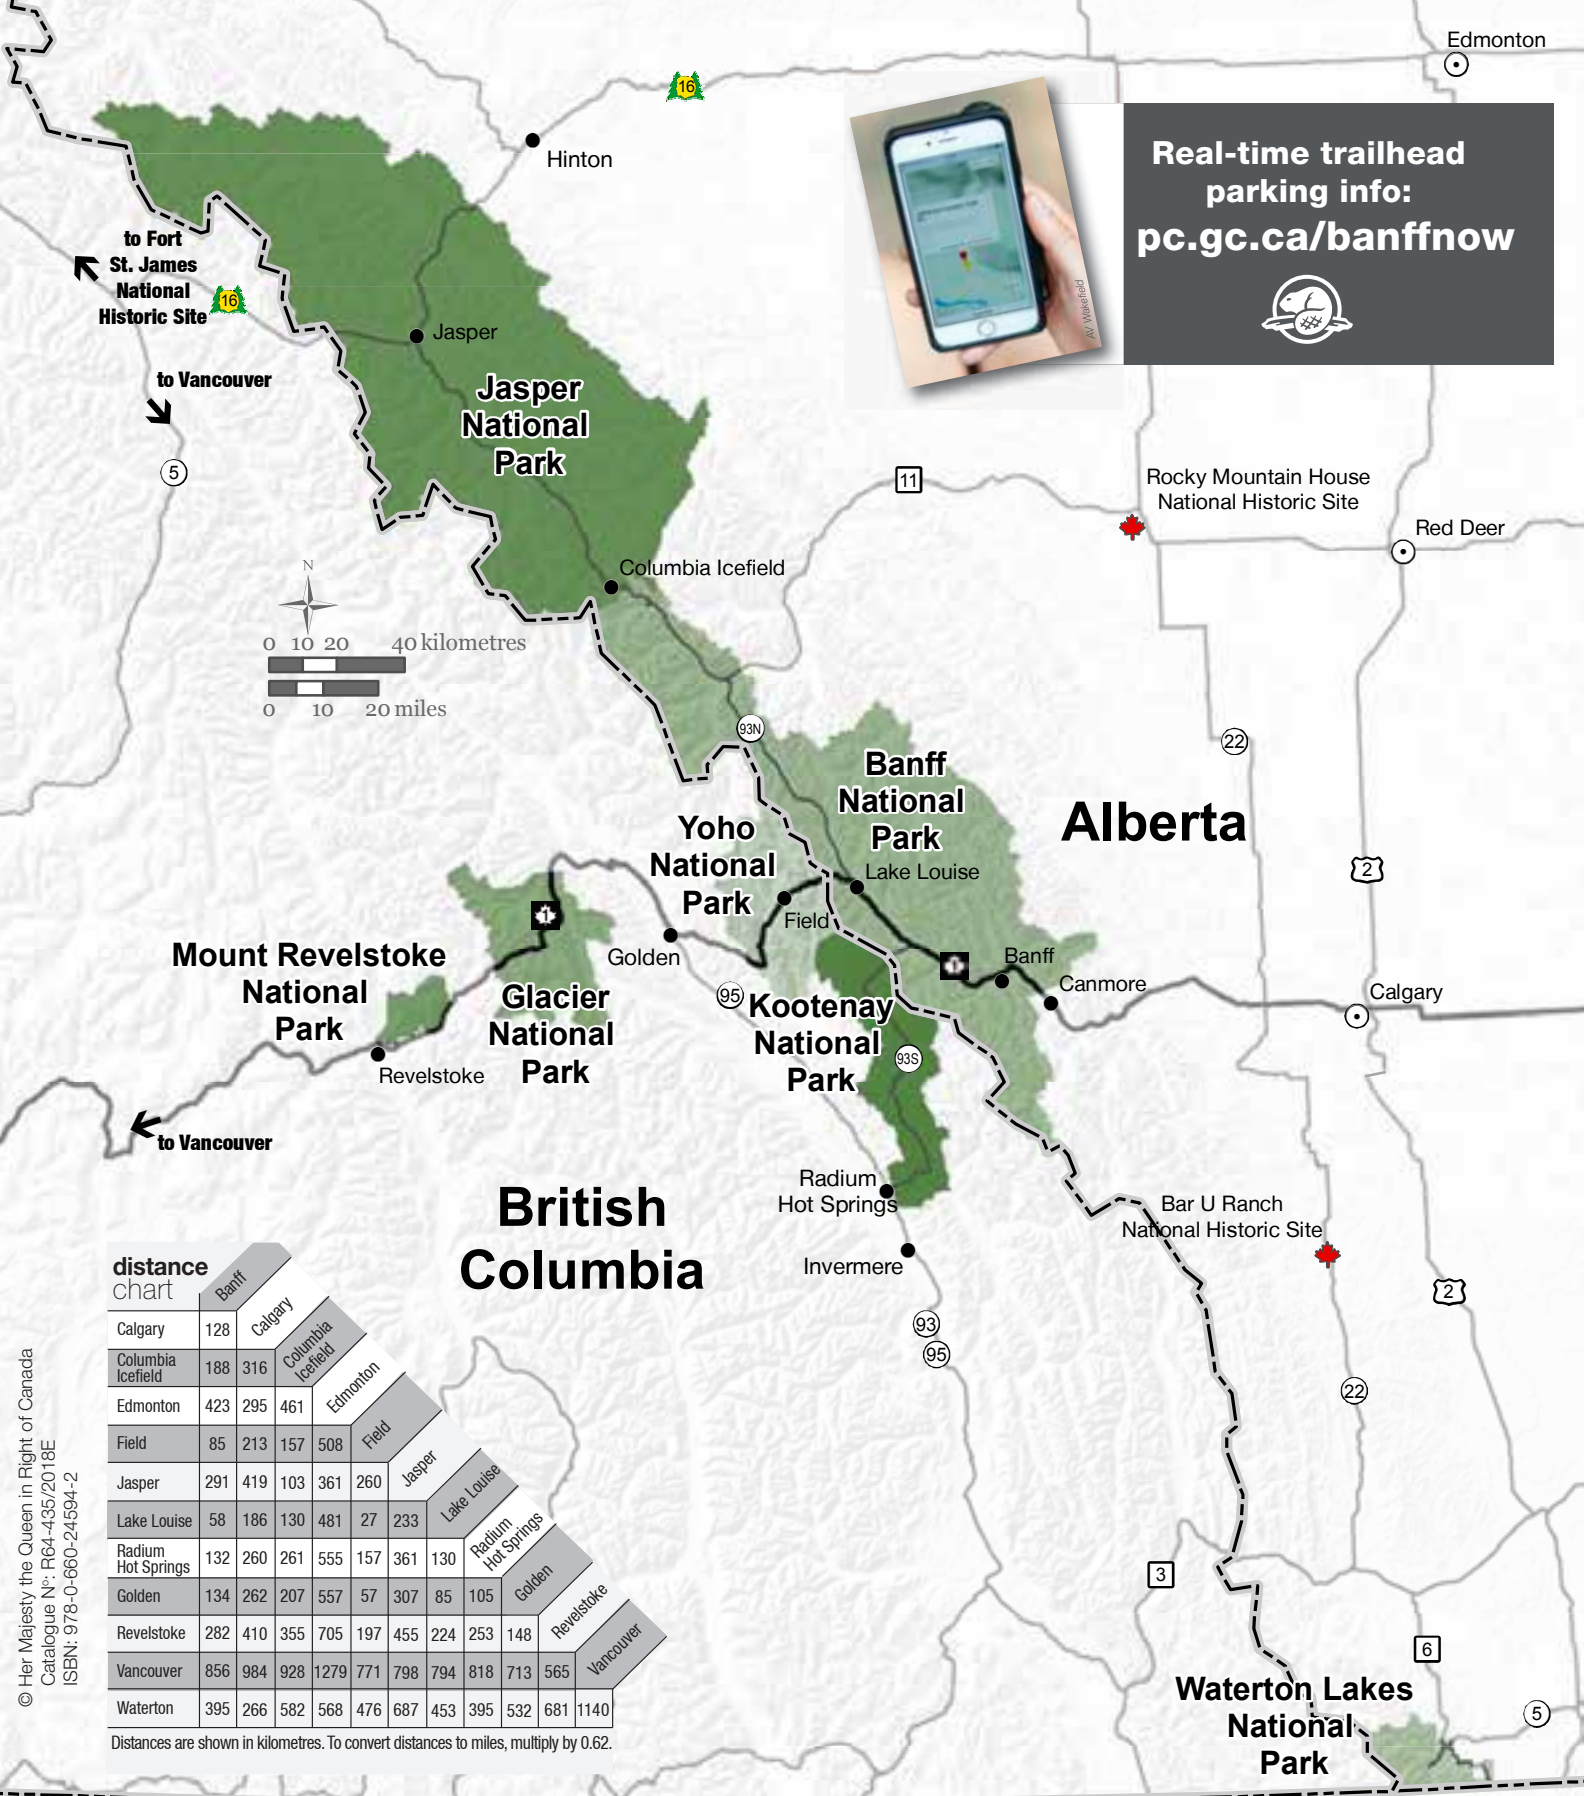 Edmonton
16
Hinton
Real-time trailhead
parking info:
pc.gc.ca/banffnow
AV Wakefield
to Fort
St. James
National
Historic Site
16
Jasper
to Vancouver
5
Jasper
National
Park
11
Rocky Mountain House
National Historic Site
Red Deer
Columbia Icefield
N
0 10 20 40 kilometres
0 10 20 miles
93N
22
Banff
National
Park
Alberta
Yoho
National
Park
Lake Louise
2
1
Field
Golden
Mount Revelstoke
National
Park
1
Banff
Canmore
Calgary
Glacier
National
Park
95
Kootenay
National
Park
93S
Revelstoke
to Vancouver
Radium
Hot Springs
British
Columbia
Bar U Ranch
National Historic Site
Invermere
2
93
95
22
distance
chart
Banff
Calgary 128 Calgary
Columbia
Icefield 188 316 Columbia
Icefield
Edmonton 423 295 461 Edmonton
Field 85 213 157 508 Field
Jasper 291 419 103 361 260 Jasper
Lake Louise 58 186 130 481 27 233 Lake Louise
Radium
Hot Springs 132 260 261 555 157 361 130 Radium
Hot Springs
Golden 134 262 207 557 57 307 85 105 Golden
Revelstoke 282 410 355 705 197 455 224 253 148 Revelstoke
Vancouver 856 984 928 1279 771 798 794 818 713 565 Vancouver
Waterton 395 266 582 568 476 687 453 395 532 681 1140
Distances are shown in kilometres. To convert distances to miles, multiply by 0.62.
© Her Majesty the Queen in Right of Canada
Catalogue Nº: R64-435/2018E
ISBN: 978-0-660-24594-2
3
6
Waterton Lakes
National
Park
5